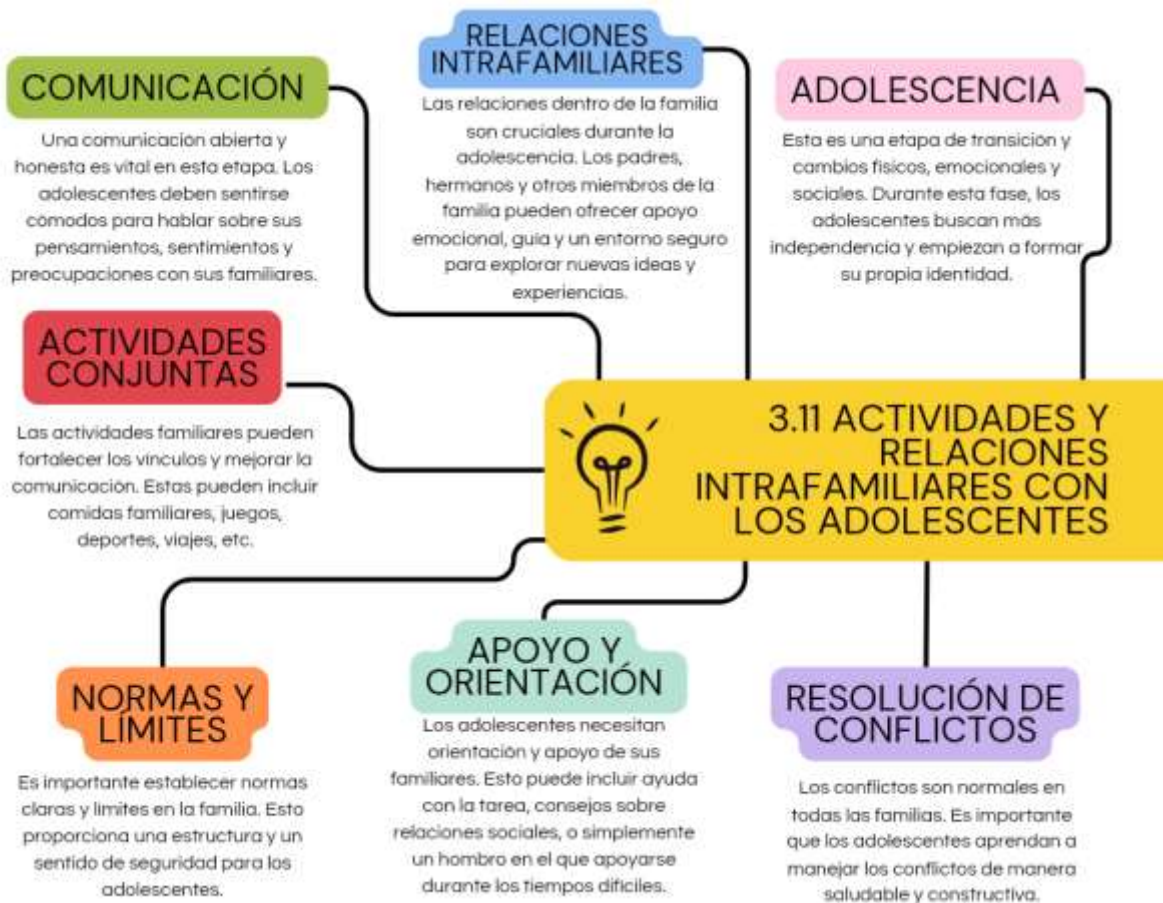 COMUNICACIÓN
Una comunicación abierta y
honesta es vital en esta etapa. Los
adolescentes deben sentirse
cómodos para hablar sobre sus
pensamientos, sentimientos y
preocupaciones con sus familiares.
RELACIONES
INTRAFAMILIARES
Las relaciones dentro de la familia
son cruciales durante la
adolescencia. Los padres,
hermanos y otros miembros de la
familia pueden ofrecer apoyo
emocional, guía y un entorno seguro
para explorar nuevas ideas y
experiencias.
ADOLESCENCIA
Esta es una etapa de transición y
cambios físicos, emocionales y
sociales. Durante esta fase, los
adolescentes buscan más
independencia y empiezan a formar
su propia identidad.
ACTIVIDADES
CONJUNTAS
Las actividades familiares pueden
fortalecer los vínculos y mejorar la
comunicación. Estas pueden incluir
comidas familiares, juegos,
deportes, viajes, etc.
3.11 ACTIVIDADES Y
RELACIONES
INTRAFAMILIARES CON
LOS ADOLESCENTES
NORMAS Y
LÍMITES
Es importante establecer normas
claras y límites en la familia. Esto
proporciona una estructura y un
sentido de seguridad para los
adolescentes.
APOYO Y
ORIENTACIÓN
Los adolescentes necesitan
orientación y apoyo de sus
familiares. Esto puede incluir ayuda
con la tarea, consejos sobre
relaciones sociales, o simplemente
un hombro en el que apoyarse
durante los tiempos difíciles.
RESOLUCIÓN DE
CONFLICTOS
Los conflictos son normales en
todas las familias. Es importante
que los adolescentes aprendan a
manejar los conflictos de manera
saludable y constructiva.